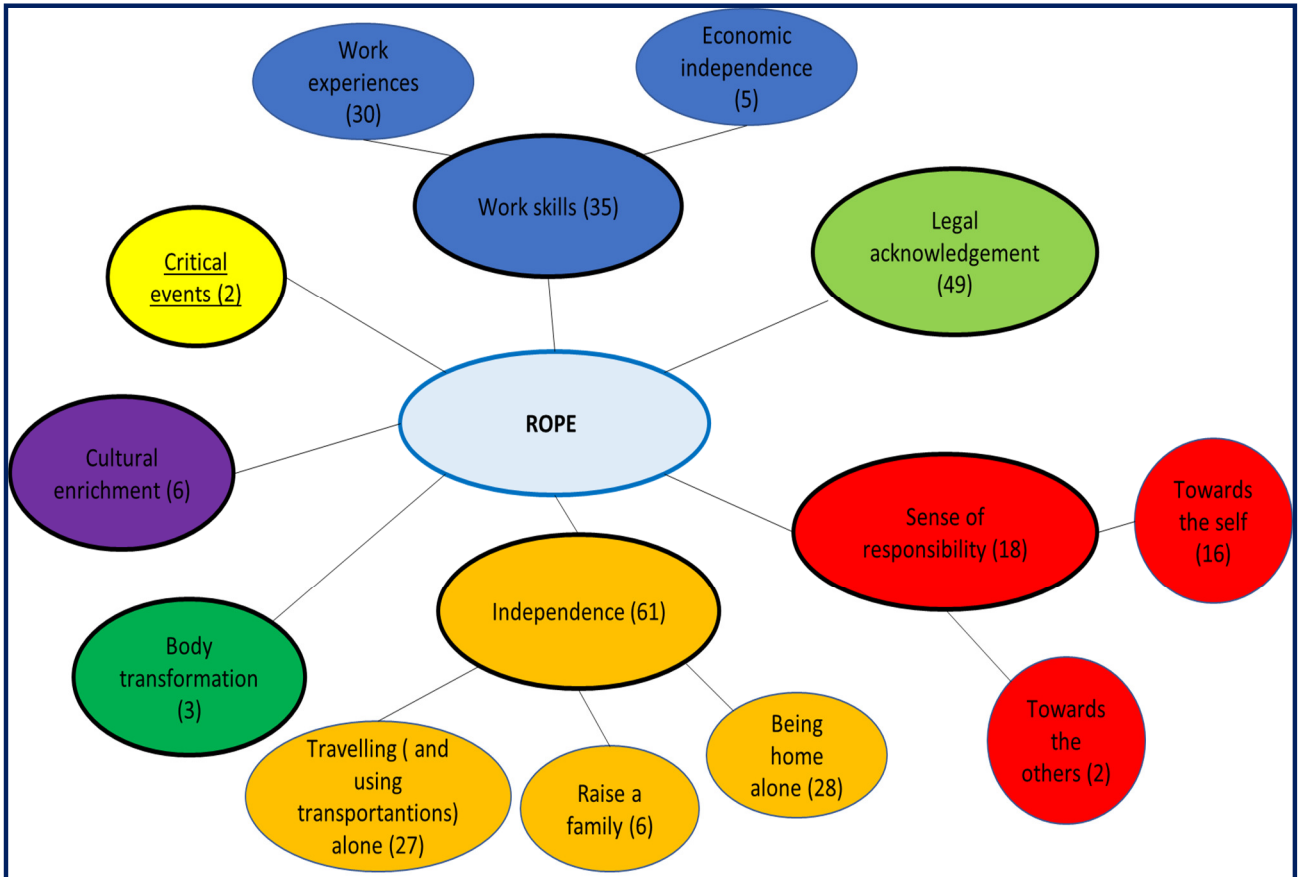 Work
experiences
(30)
Economic
independence
(5)
Work skills (35)
Legal
acknowledgement
(49)
Critical
events (2)
ROPE
Cultural
enrichment (6)
Sense of
responsibility (18)
Towards
the self
(16)
Independence (61)
Body
transformation
(3)
Towards
the
others (2)
Travelling ( and
using
transportantions)
alone (27)
Raise a
family (6)
Being
home
alone (28)